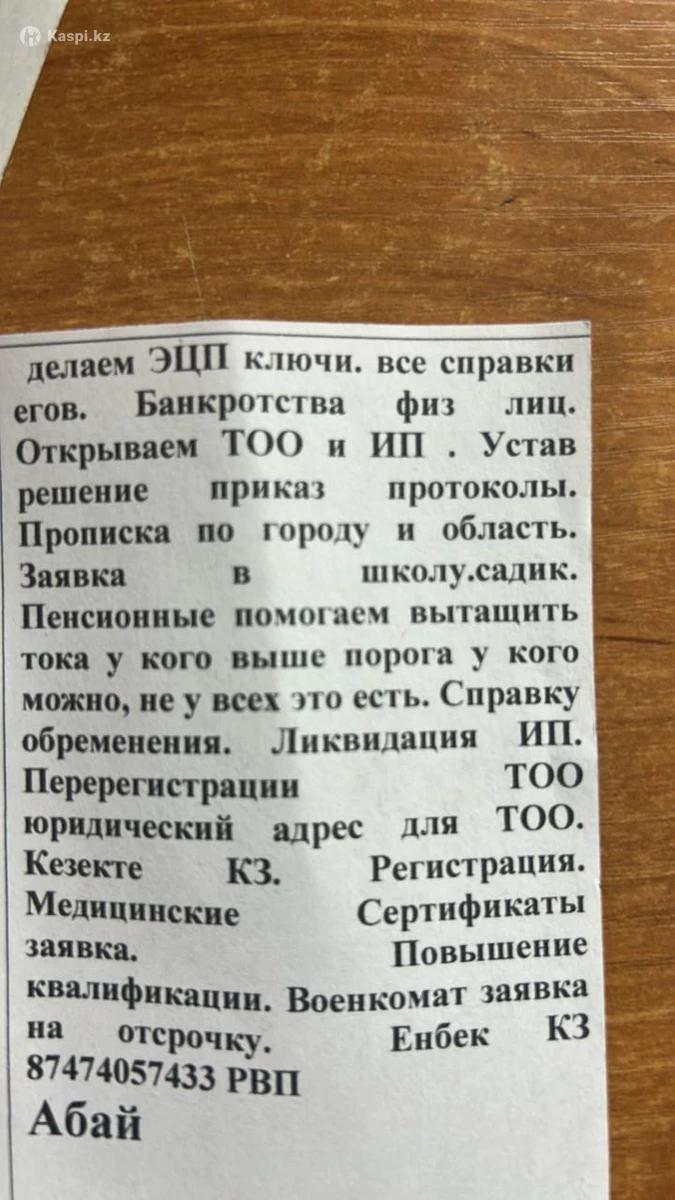 Kaspi.kz
делаем ЭЦП ключи. все справки
егов. Банкротства физ лиц.
Открываем ТОО и ИП . Устав
решение приказ протоколы.
Прописка по городу и область.
Заявка в школу.садик.
Пенсионные помогаем вытащить
тока у кого выше порога у кого
можно, не у всех это есть. Справку
обременения. Ликвидация ИП.
Перерегистрации ТОО
юридический адрес для ТОО.
Кезекте КЗ. Регистрация.
Медицинские Сертификаты
заявка. Повышение
квалификации. Военкомат заявка
на отсрочку. Енбек КЗ
87474057433 РВП
Абай